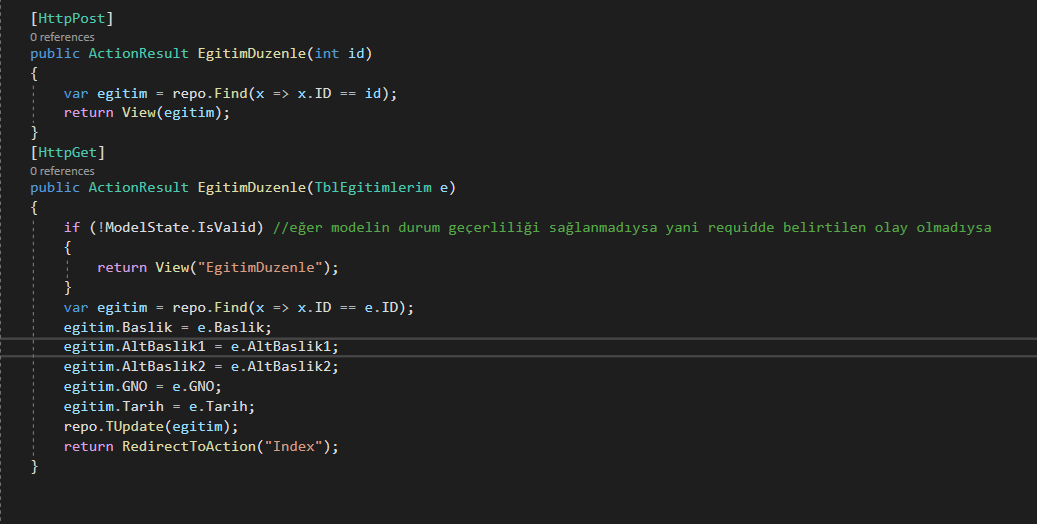 [HttpPost]
0 references
public ActionResult EgitimDuzenle(int id)
{
var egitim = repo.Find(x => x.ID == id);
return View(egitim);
}
[HttpGet]
0 references
public ActionResult EgitimDuzenle(TblEgitimlerim e)
{
if (!ModelState.IsValid) //eğer modelin durum geçerliliği sağlanmadıysa yani requidde belirtilen olay olmadıysa
{
return View("EgitimDuzenle");
}
var egitim = repo.Find(x => x.ID == e.ID);
egitim.Baslik = e.Baslik;
egitim.AltBaslik1 = e.AltBaslik1;
egitim.AltBaslik2 = e.AltBaslik2;
egitim.GNO = e.GNO;
egitim.Tarih = e.Tarih;
repo.TUpdate(egitim);
return RedirectToAction("Index");
}